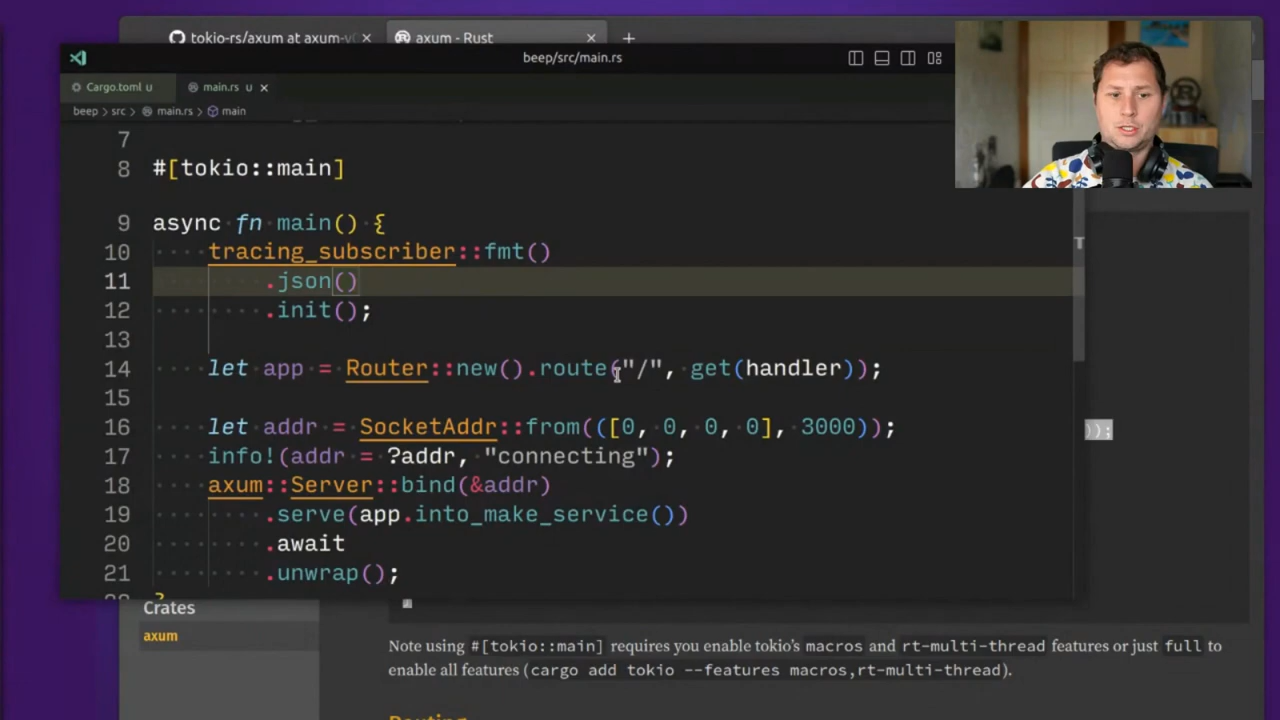 tokio-rs/axum at axum-v
axum - Rust
beep/src/main.rs
Cargo.toml U
main.rs U
beep > src > main.rs > main
7
8 #[tokio::main]
9 async fn main() {
10 tracing_subscriber::fmt()
11 .json()
12 .init();
13
14 let app = Router::new().route("/", get(handler));
15
16 let addr = SocketAddr::from(([0, 0, 0, 0], 3000));
17 info!(addr = ?addr, "connecting");
18 axum::Server::bind(&addr)
19 .serve(app.into_make_service())
20 .await
21 .unwrap();
));
Crates
axum
Note using #[tokio::main] requires you enable tokio's macros and rt-multi-thread features or just full to
enable all features (cargo add tokio --features macros,rt-multi-thread).